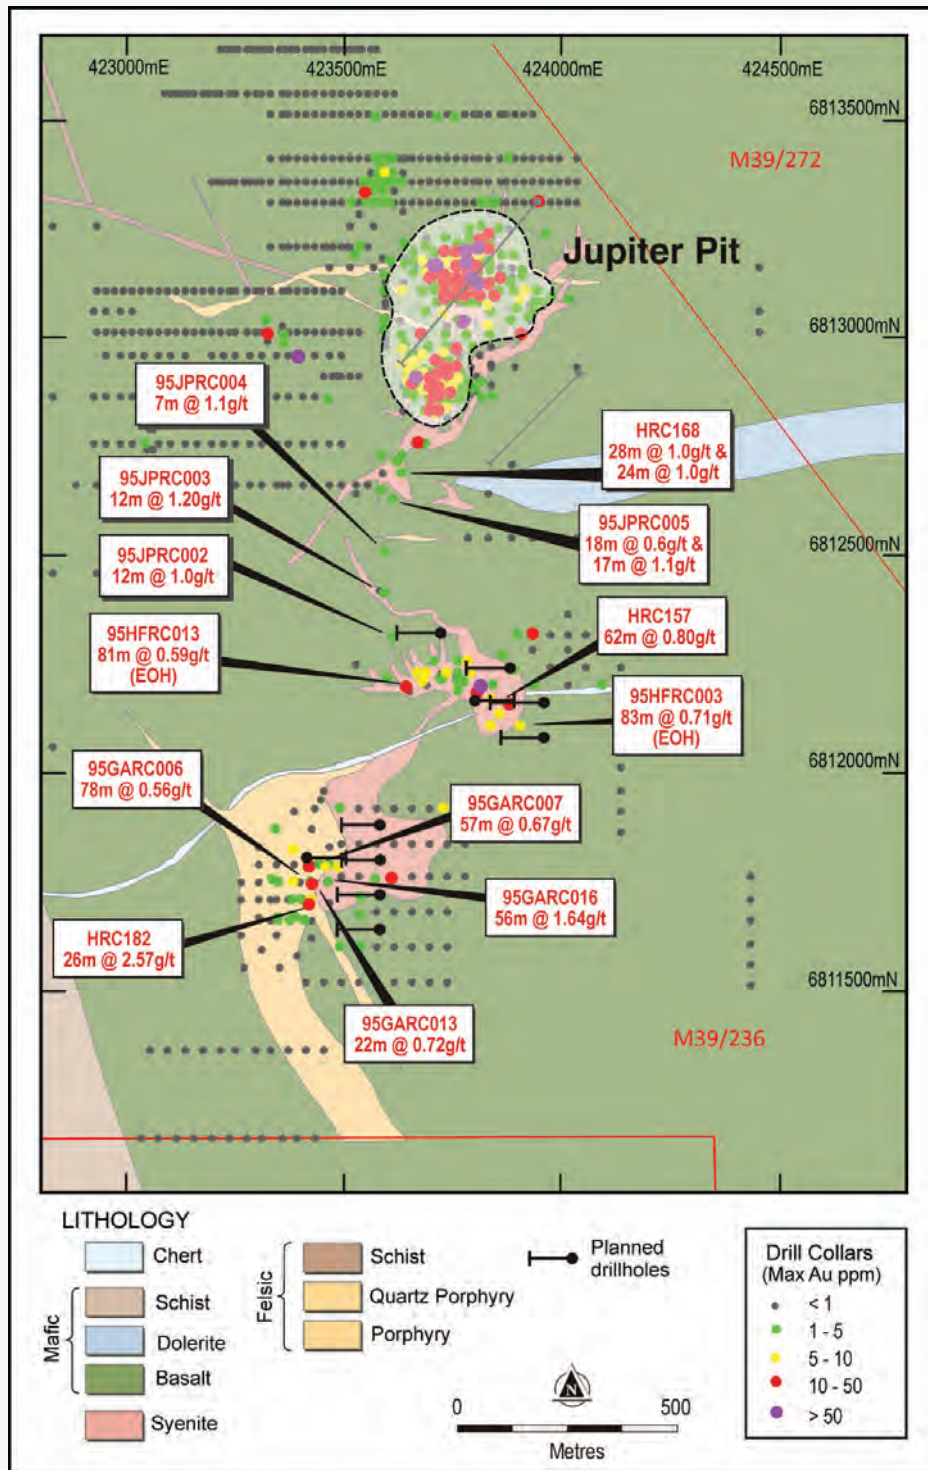 423000mE
423500mE
424000mE
424500mE
6813500mN
M39/272
Jupiter Pit
6813000mN
95JPRC004
7m @ 1.1g/t
HRC168
28m @ 1.0g/t &
24m @ 1.0g/t
95JPRC003
12m @ 1.20g/t
95JPRC005
18m @ 0.6g/t &
17m @ 1.1g/t
6812500mN
95JPRC002
12m @ 1.0g/t
HRC157
62m @ 0.80g/t
95HFRC013
81m @ 0.59g/t
(EOH)
95HFRC003
83m @ 0.71g/t
(EOH)
6812000mN
95GARC006
78m @ 0.56g/t
95GARC007
57m @ 0.67g/t
95GARC016
56m @ 1.64g/t
HRC182
26m @ 2.57g/t
6811500mN
95GARC013
22m @ 0.72g/t
M39/236
LITHOLOGY
Chert
Mafic
Schist
Dolerite
Basalt
Syenite
Felsic
Schist
Quartz Porphyry
Porphyry
Planned
drillholes
N
0 500
Metres
Drill Collars
(Max Au ppm)
< 1
1 - 5
5 - 10
10 - 50
> 50